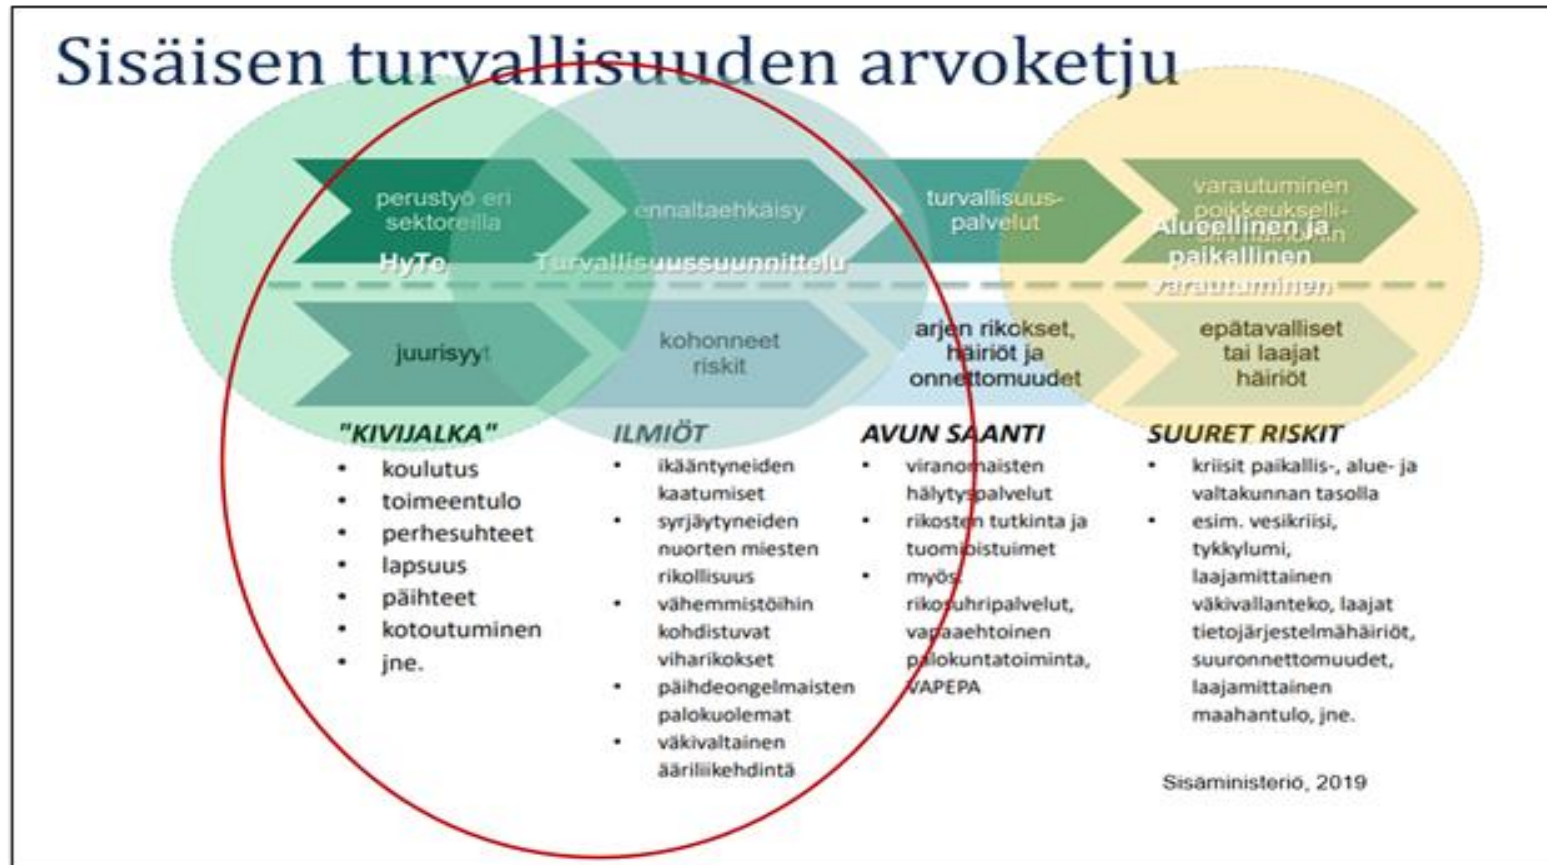 Sisäisen turvallisuuden arvoketju
perustyö eri
sektoreilla
ennaltaehkäisy
turvallisuus-
palvelut
varautuminen
poikkeukselli-
HyTe
Turvallisuussuunnittelu
Alueellinen ja
paikallinen
varautuminen
juurisyyt
kohonneet
riskit
arjen rikokset,
häiriöt ja
onnettomuudet
epätavalliset
tai laajat
häiriöt
"KIVIJALKA"
• koulutus
• toimeentulo
• perhesuhteet
• lapsuus
• päihteet
• kotoutuminen
• jne.
ILMIÖT
• ikääntyneiden
kaatumiset
• syrjäytyneiden
nuorten miesten
rikollisuus
• vähemmistöihin
kohdistuvat
viharikokset
• päihdeongelmaisten
palokuolemat
• väkivaltainen
ääriliikehdintä
AVUN SAANTI
• viranomaisten
hälytyspalvelut
• rikosten tutkinta ja
tuomioistuimet
• myös
rikosuhripalvelut,
vapaaehtoinen
palokuntatoiminta,
VAPEPA
SUURET RISKIT
• kriisit paikallis-, alue- ja
valtakunnan tasolla
• esim. vesikriisi,
tykkylumi,
laajamittainen
väkivallanteko, laajat
tietojärjestelmähäiriöt,
suuronnettomuudet,
laajamittainen
maahantulo, jne.
Sisäministeriö, 2019